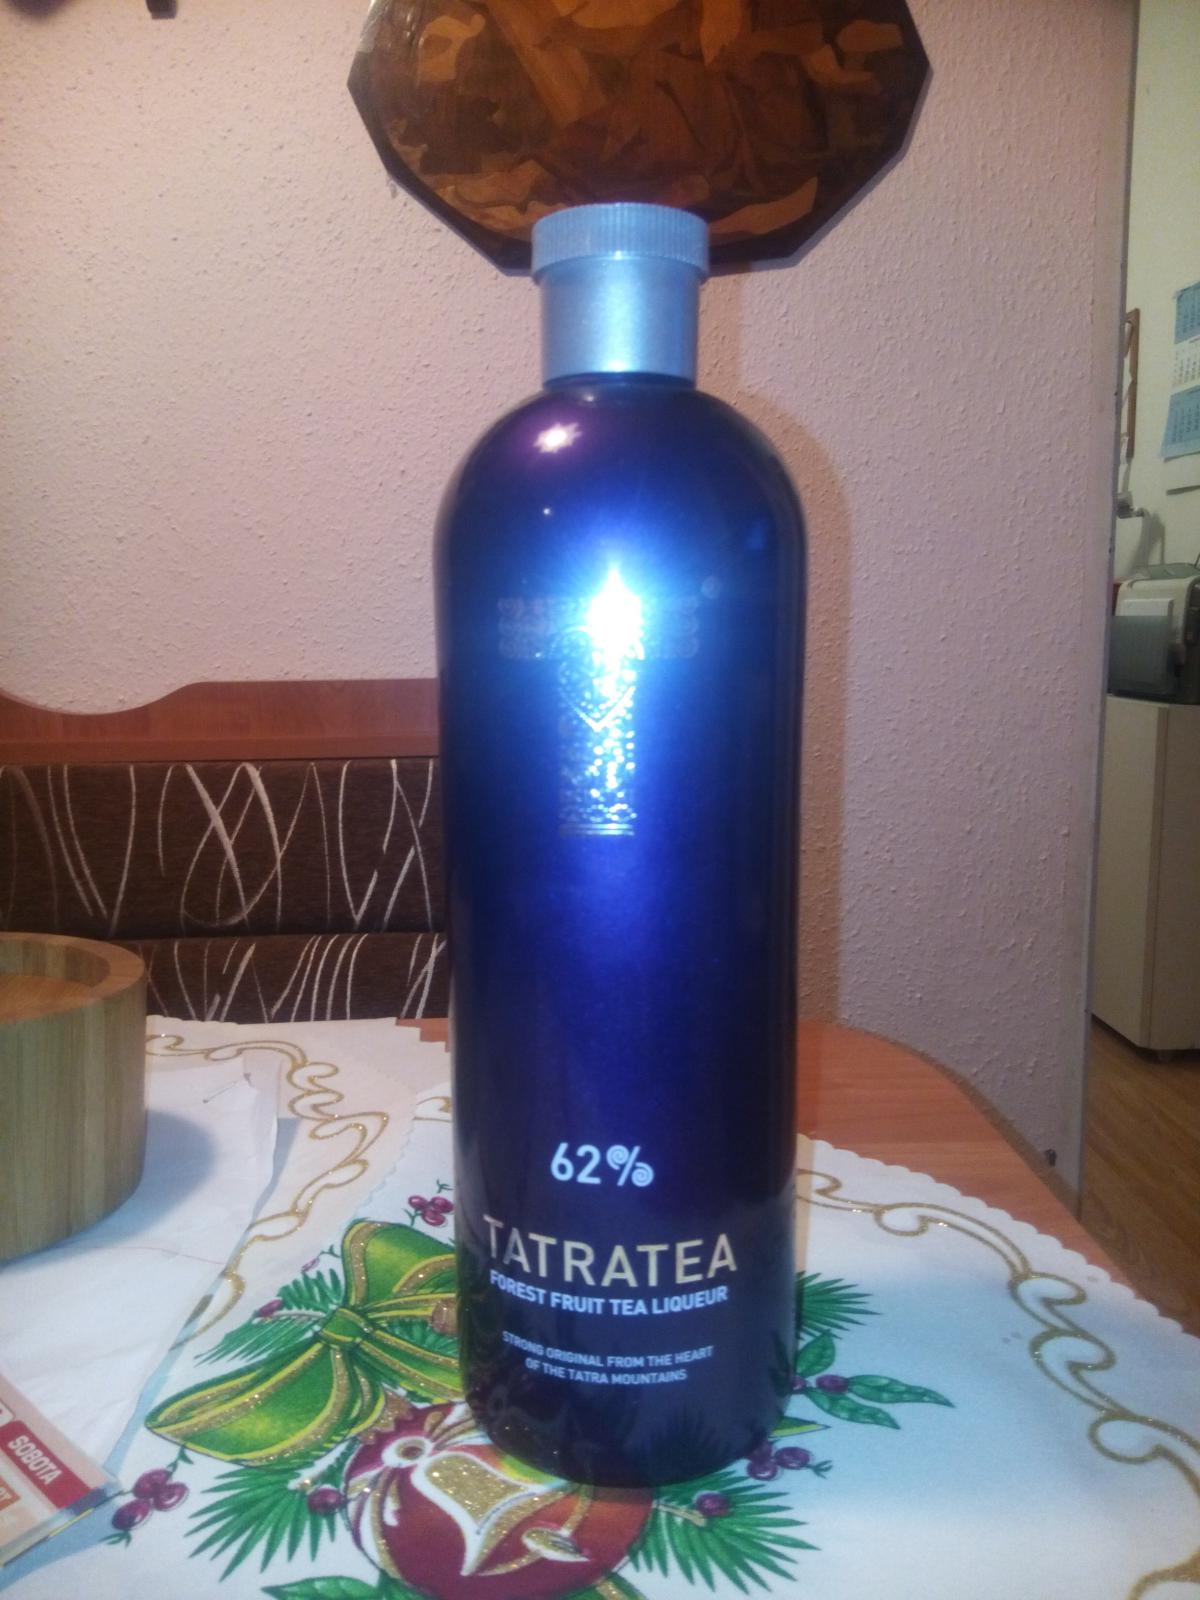 ®
62%
TATRATEA
FOREST FRUIT TEA LIQUEUR
STRONG ORIGINAL FROM THE HEART
OF THE TATRA MOUNTAINS
SOBOTA